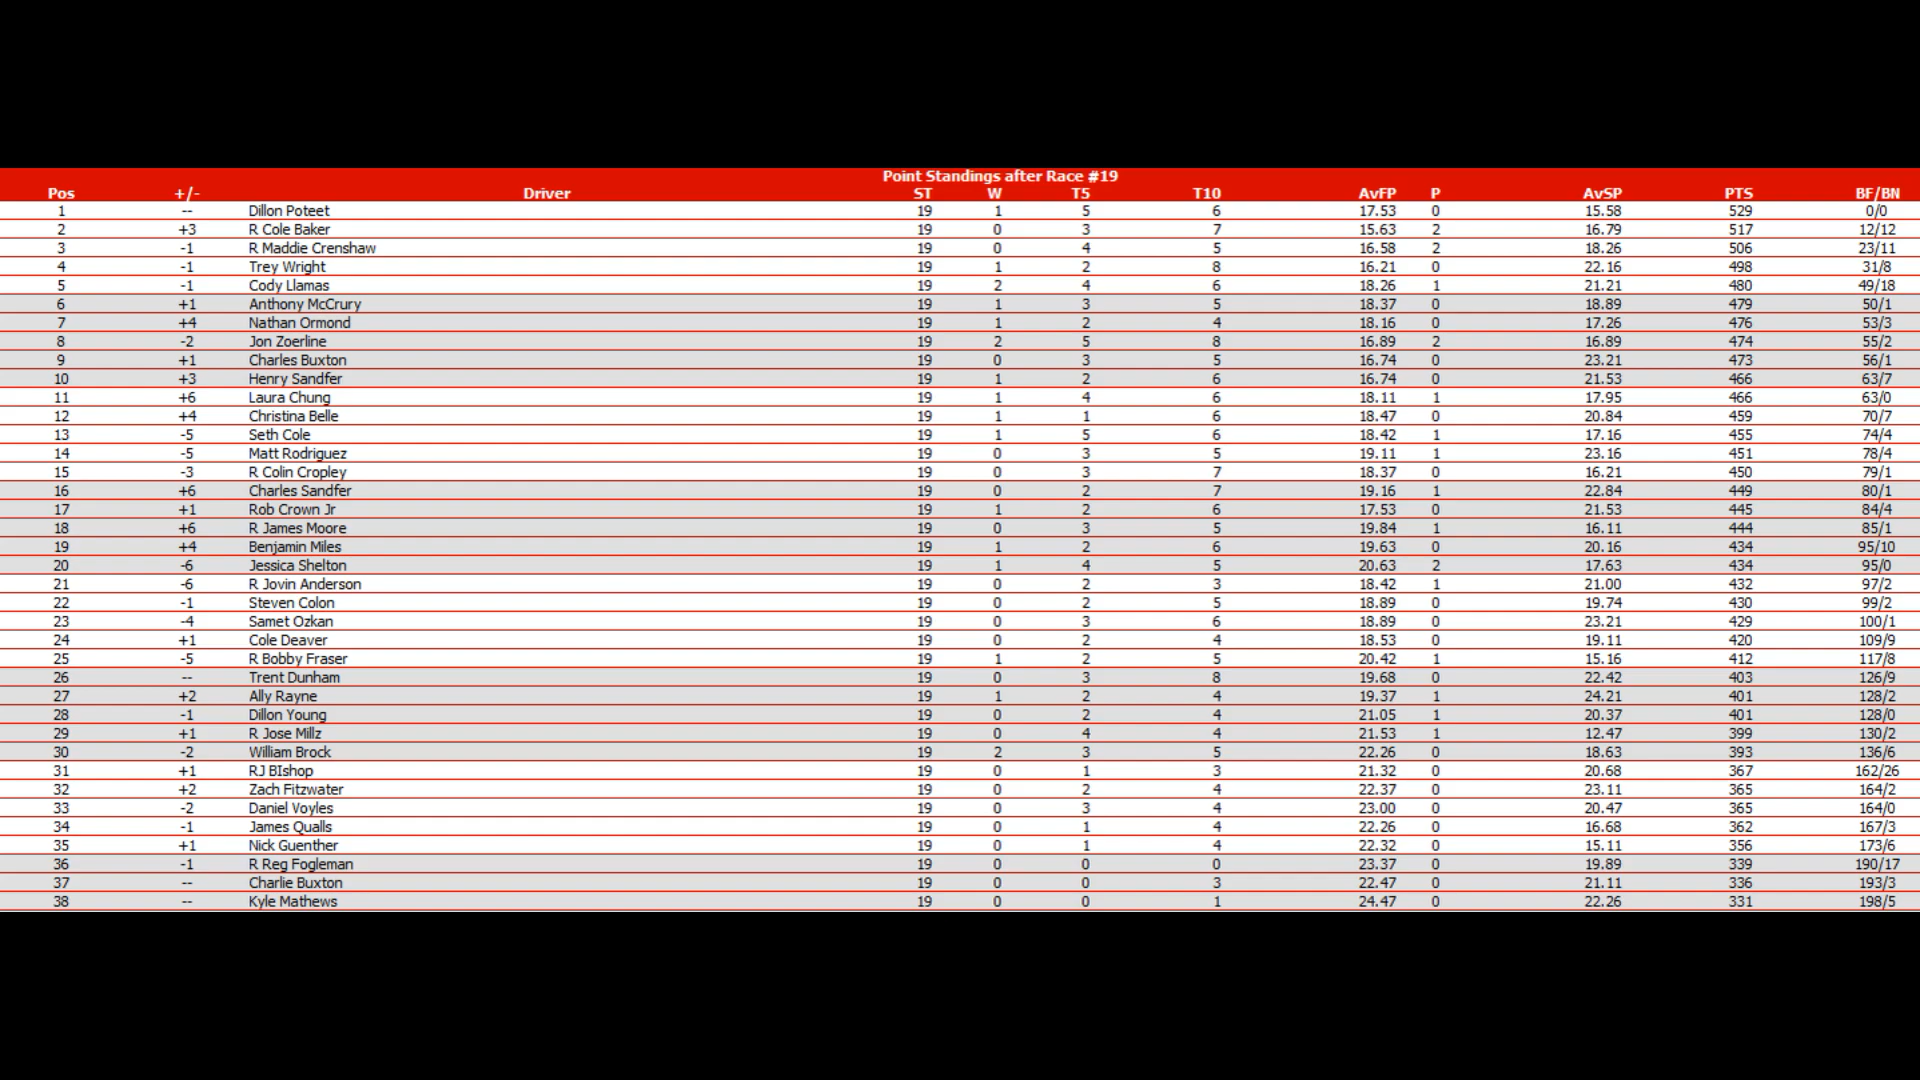 Point Standings after Race #19
Pos +/- Driver ST W T5 T10 AvFP P AvSP PTS BF/BN
1 -- Dillon Poteet 19 1 5 6 17.53 0 15.58 529 0/0
2 +3 R Cole Baker 19 0 3 7 15.63 2 16.79 517 12/12
3 -1 R Maddie Crenshaw 19 0 4 5 16.58 2 18.26 506 23/11
4 -1 Trey Wright 19 1 2 8 16.21 0 22.16 498 31/8
5 -1 Cody Llamas 19 2 4 6 18.26 1 21.21 480 49/18
6 +1 Anthony McCrury 19 1 3 5 18.37 0 18.89 479 50/1
7 +4 Nathan Ormond 19 1 2 4 18.16 0 17.26 476 53/3
8 -2 Jon Zoerline 19 2 5 8 16.89 2 16.89 474 55/2
9 +1 Charles Buxton 19 0 3 5 16.74 0 23.21 473 56/1
10 +3 Henry Sandfer 19 1 2 6 16.74 0 21.53 466 63/7
11 +6 Laura Chung 19 1 4 6 18.11 1 17.95 466 63/0
12 +4 Christina Belle 19 1 1 6 18.47 0 20.84 459 70/7
13 -5 Seth Cole 19 1 5 6 18.42 1 17.16 455 74/4
14 -5 Matt Rodriguez 19 0 3 5 19.11 1 23.16 451 78/4
15 -3 R Colin Cropley 19 0 3 7 18.37 0 16.21 450 79/1
16 +6 Charles Sandfer 19 0 2 7 19.16 1 22.84 449 80/1
17 +1 Rob Crown Jr 19 1 2 6 17.53 0 21.53 445 84/4
18 +6 R James Moore 19 0 3 5 19.84 1 16.11 444 85/1
19 +4 Benjamin Miles 19 1 2 6 19.63 0 20.16 434 95/10
20 -6 Jessica Shelton 19 1 4 5 20.63 2 17.63 434 95/0
21 -6 R Jovin Anderson 19 0 2 3 18.42 1 21.00 432 97/2
22 -1 Steven Colon 19 0 2 5 18.89 0 19.74 430 99/2
23 -4 Samet Ozkan 19 0 3 6 18.89 0 23.21 429 100/1
24 +1 Cole Deaver 19 0 2 4 18.53 0 19.11 420 109/9
25 -5 R Bobby Fraser 19 1 2 5 20.42 1 15.16 412 117/8
26 -- Trent Dunham 19 0 3 8 19.68 0 22.42 403 126/9
27 +2 Ally Rayne 19 1 2 4 19.37 1 24.21 401 128/2
28 -1 Dillon Young 19 0 2 4 21.05 1 20.37 401 128/0
29 +1 R Jose Millz 19 0 4 4 21.53 1 12.47 399 130/2
30 -2 William Brock 19 2 3 5 22.26 0 18.63 393 136/6
31 +1 RJ BIshop 19 0 1 3 21.32 0 20.68 367 162/26
32 +2 Zach Fitzwater 19 0 2 4 22.37 0 23.11 365 164/2
33 -2 Daniel Voyles 19 0 3 4 23.00 0 20.47 365 164/0
34 -1 James Qualls 19 0 1 4 22.26 0 16.68 362 167/3
35 +1 Nick Guenther 19 0 1 4 22.32 0 15.11 356 173/6
36 -1 R Reg Fogleman 19 0 0 0 23.37 0 19.89 339 190/17
37 -- Charlie Buxton 19 0 0 3 22.47 0 21.11 336 193/3
38 -- Kyle Mathews 19 0 0 1 24.47 0 22.26 331 198/5